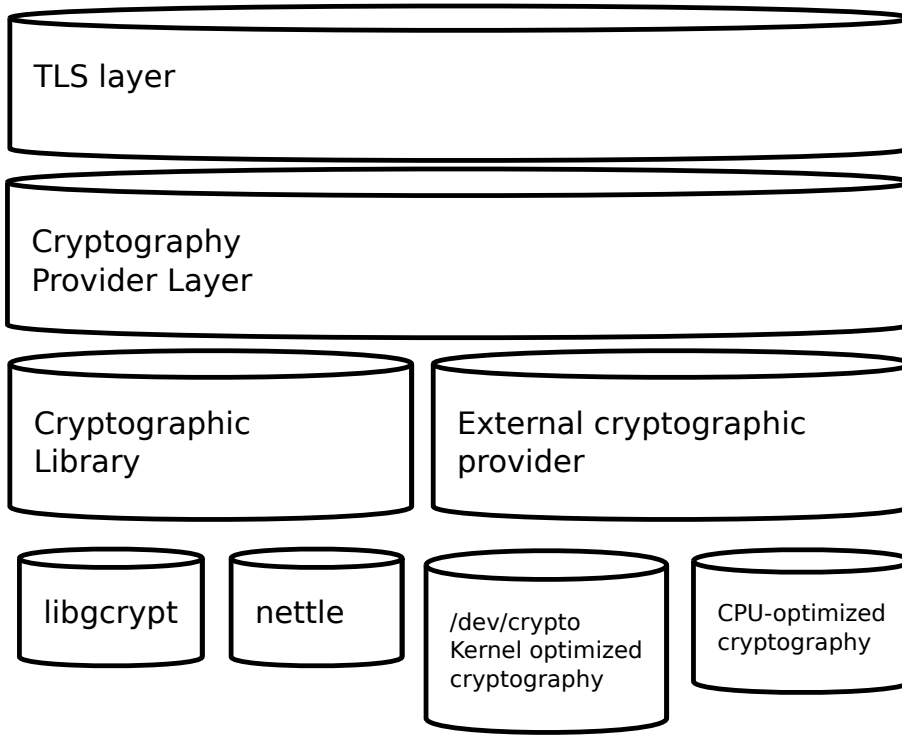 TLS layer
Cryptography
Provider Layer
Cryptographic
Library
External cryptographic
provider
libgcrypt
nettle
/dev/crypto
Kernel optimized
cryptography
CPU-optimized
cryptography